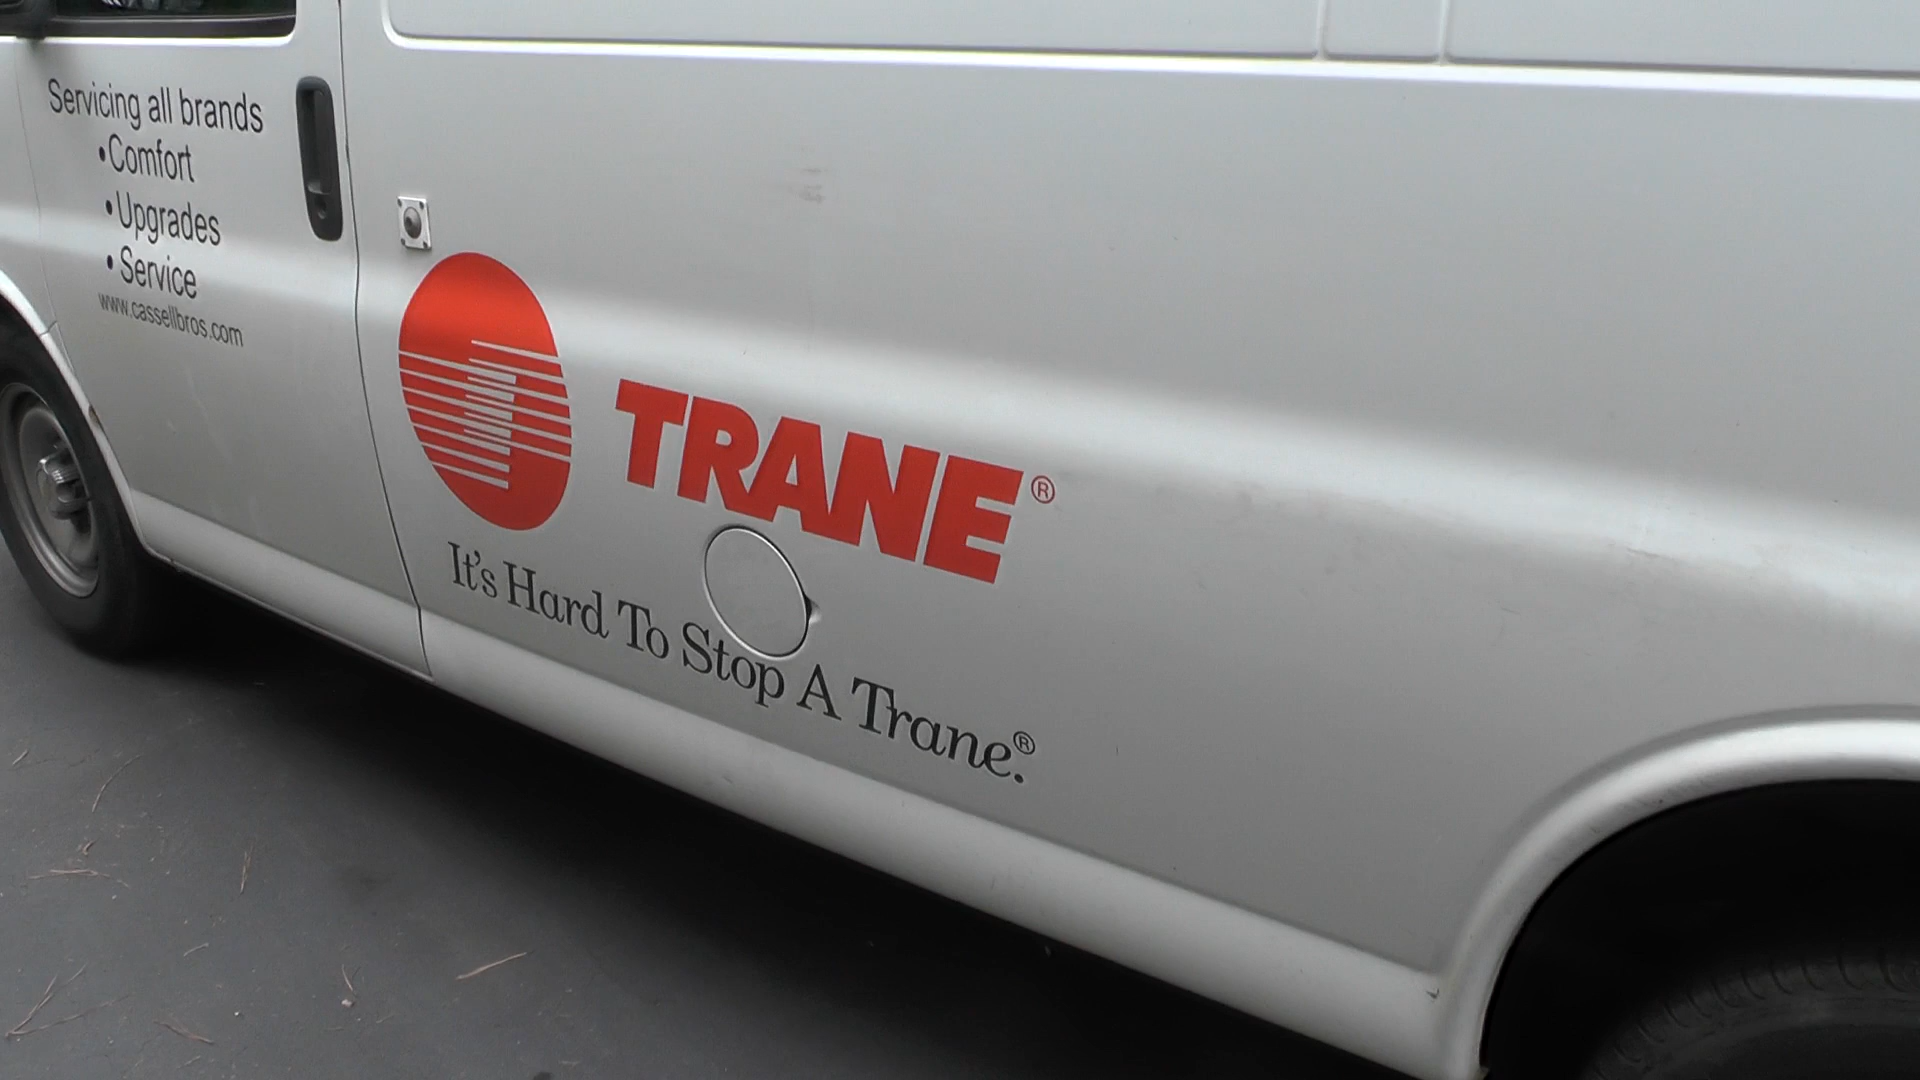 Servicing all brands
•Comfort
•Upgrades
•Service
www.cassellbros.com
TRANE®
It's Hard To Stop A Trane.®